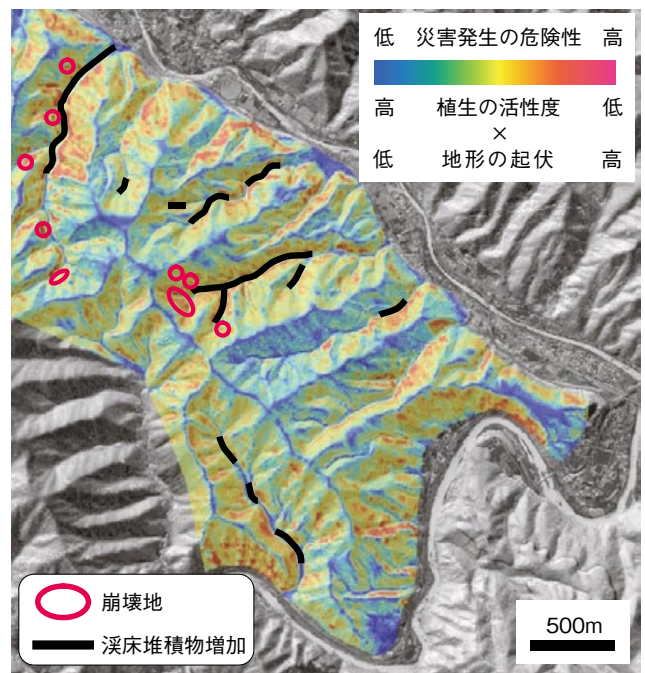 低 災害発生の危険性 高
高 植生の活性度 低
×
低 地形の起伏 高
崩壊地
渓床堆積物増加
500m